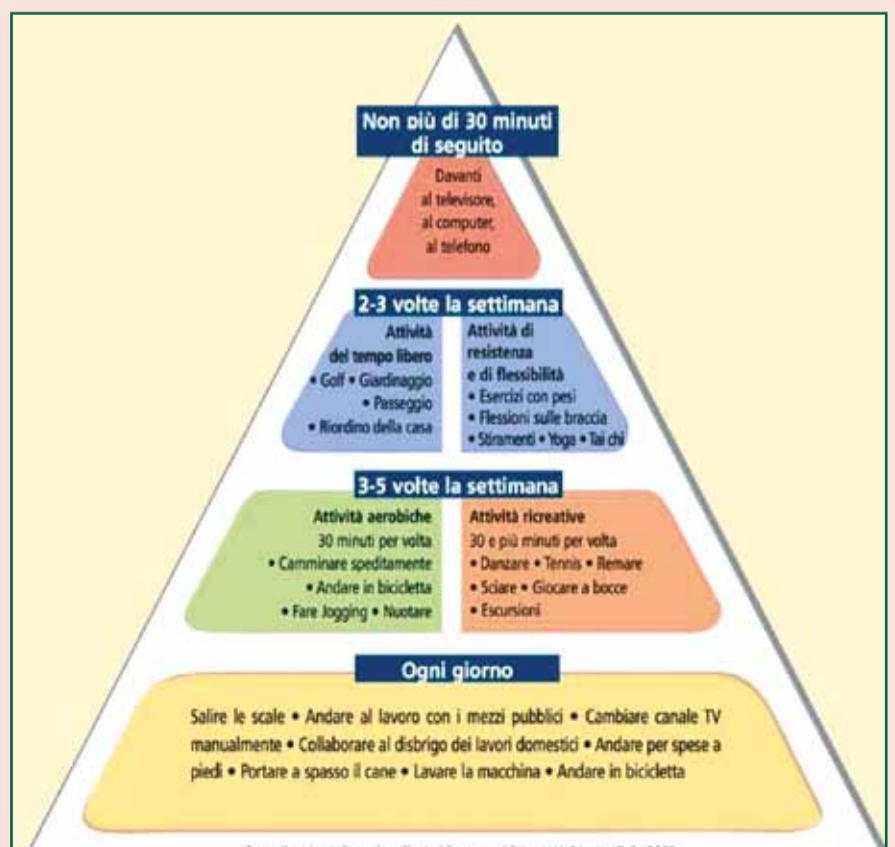 Non più di 30 minuti
di seguito
Davanti
al televisore,
al computer,
al telefono
2-3 volte la settimana
Attività
del tempo libero
• Golf • Giardinaggio
• Passeggio
• Riordino della casa
Attività di
resistenza
e di flessibilità
• Esercizi con pesi
• Flessioni sulle braccia
• Stiramenti • Yoga • Tai chi
3-5 volte la settimana
Attività aerobiche
30 minuti per volta
• Camminare speditamente
• Andare in bicicletta
• Fare Jogging • Nuotare
Attività ricreative
30 e più minuti per volta
• Danzare • Tennis • Remare
• Sciare • Giocare a bocce
• Escursioni
Ogni giorno
Salire le scale • Andare al lavoro con i mezzi pubblici • Cambiare canale TV
manualmente • Collaborare al disbrigo dei lavori domestici • Andare per spese a
piedi • Portare a spasso il cane • Lavare la macchina • Andare in bicicletta